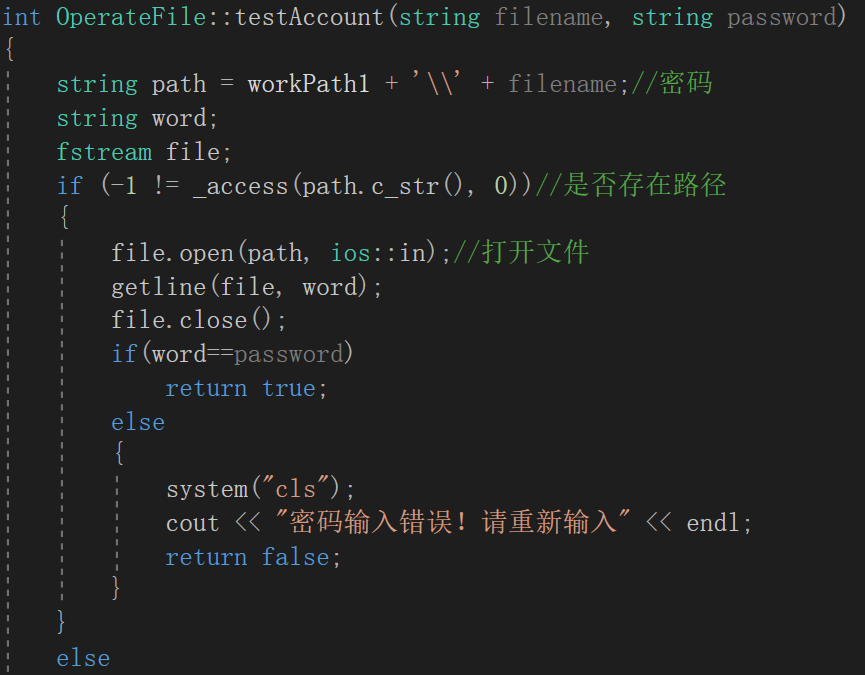 int OperateFile::testAccount(string filename, string password)
{
string path = workPath1 + '\\' + filename;//密码
string word;
fstream file;
if (-1 != _access(path.c_str(), 0))//是否存在路径
{
file.open(path, ios::in);//打开文件
getline(file, word);
file.close();
if(word==password)
return true;
else
{
system("cls");
cout << "密码输入错误！请重新输入" << endl;
return false;
}
}
else